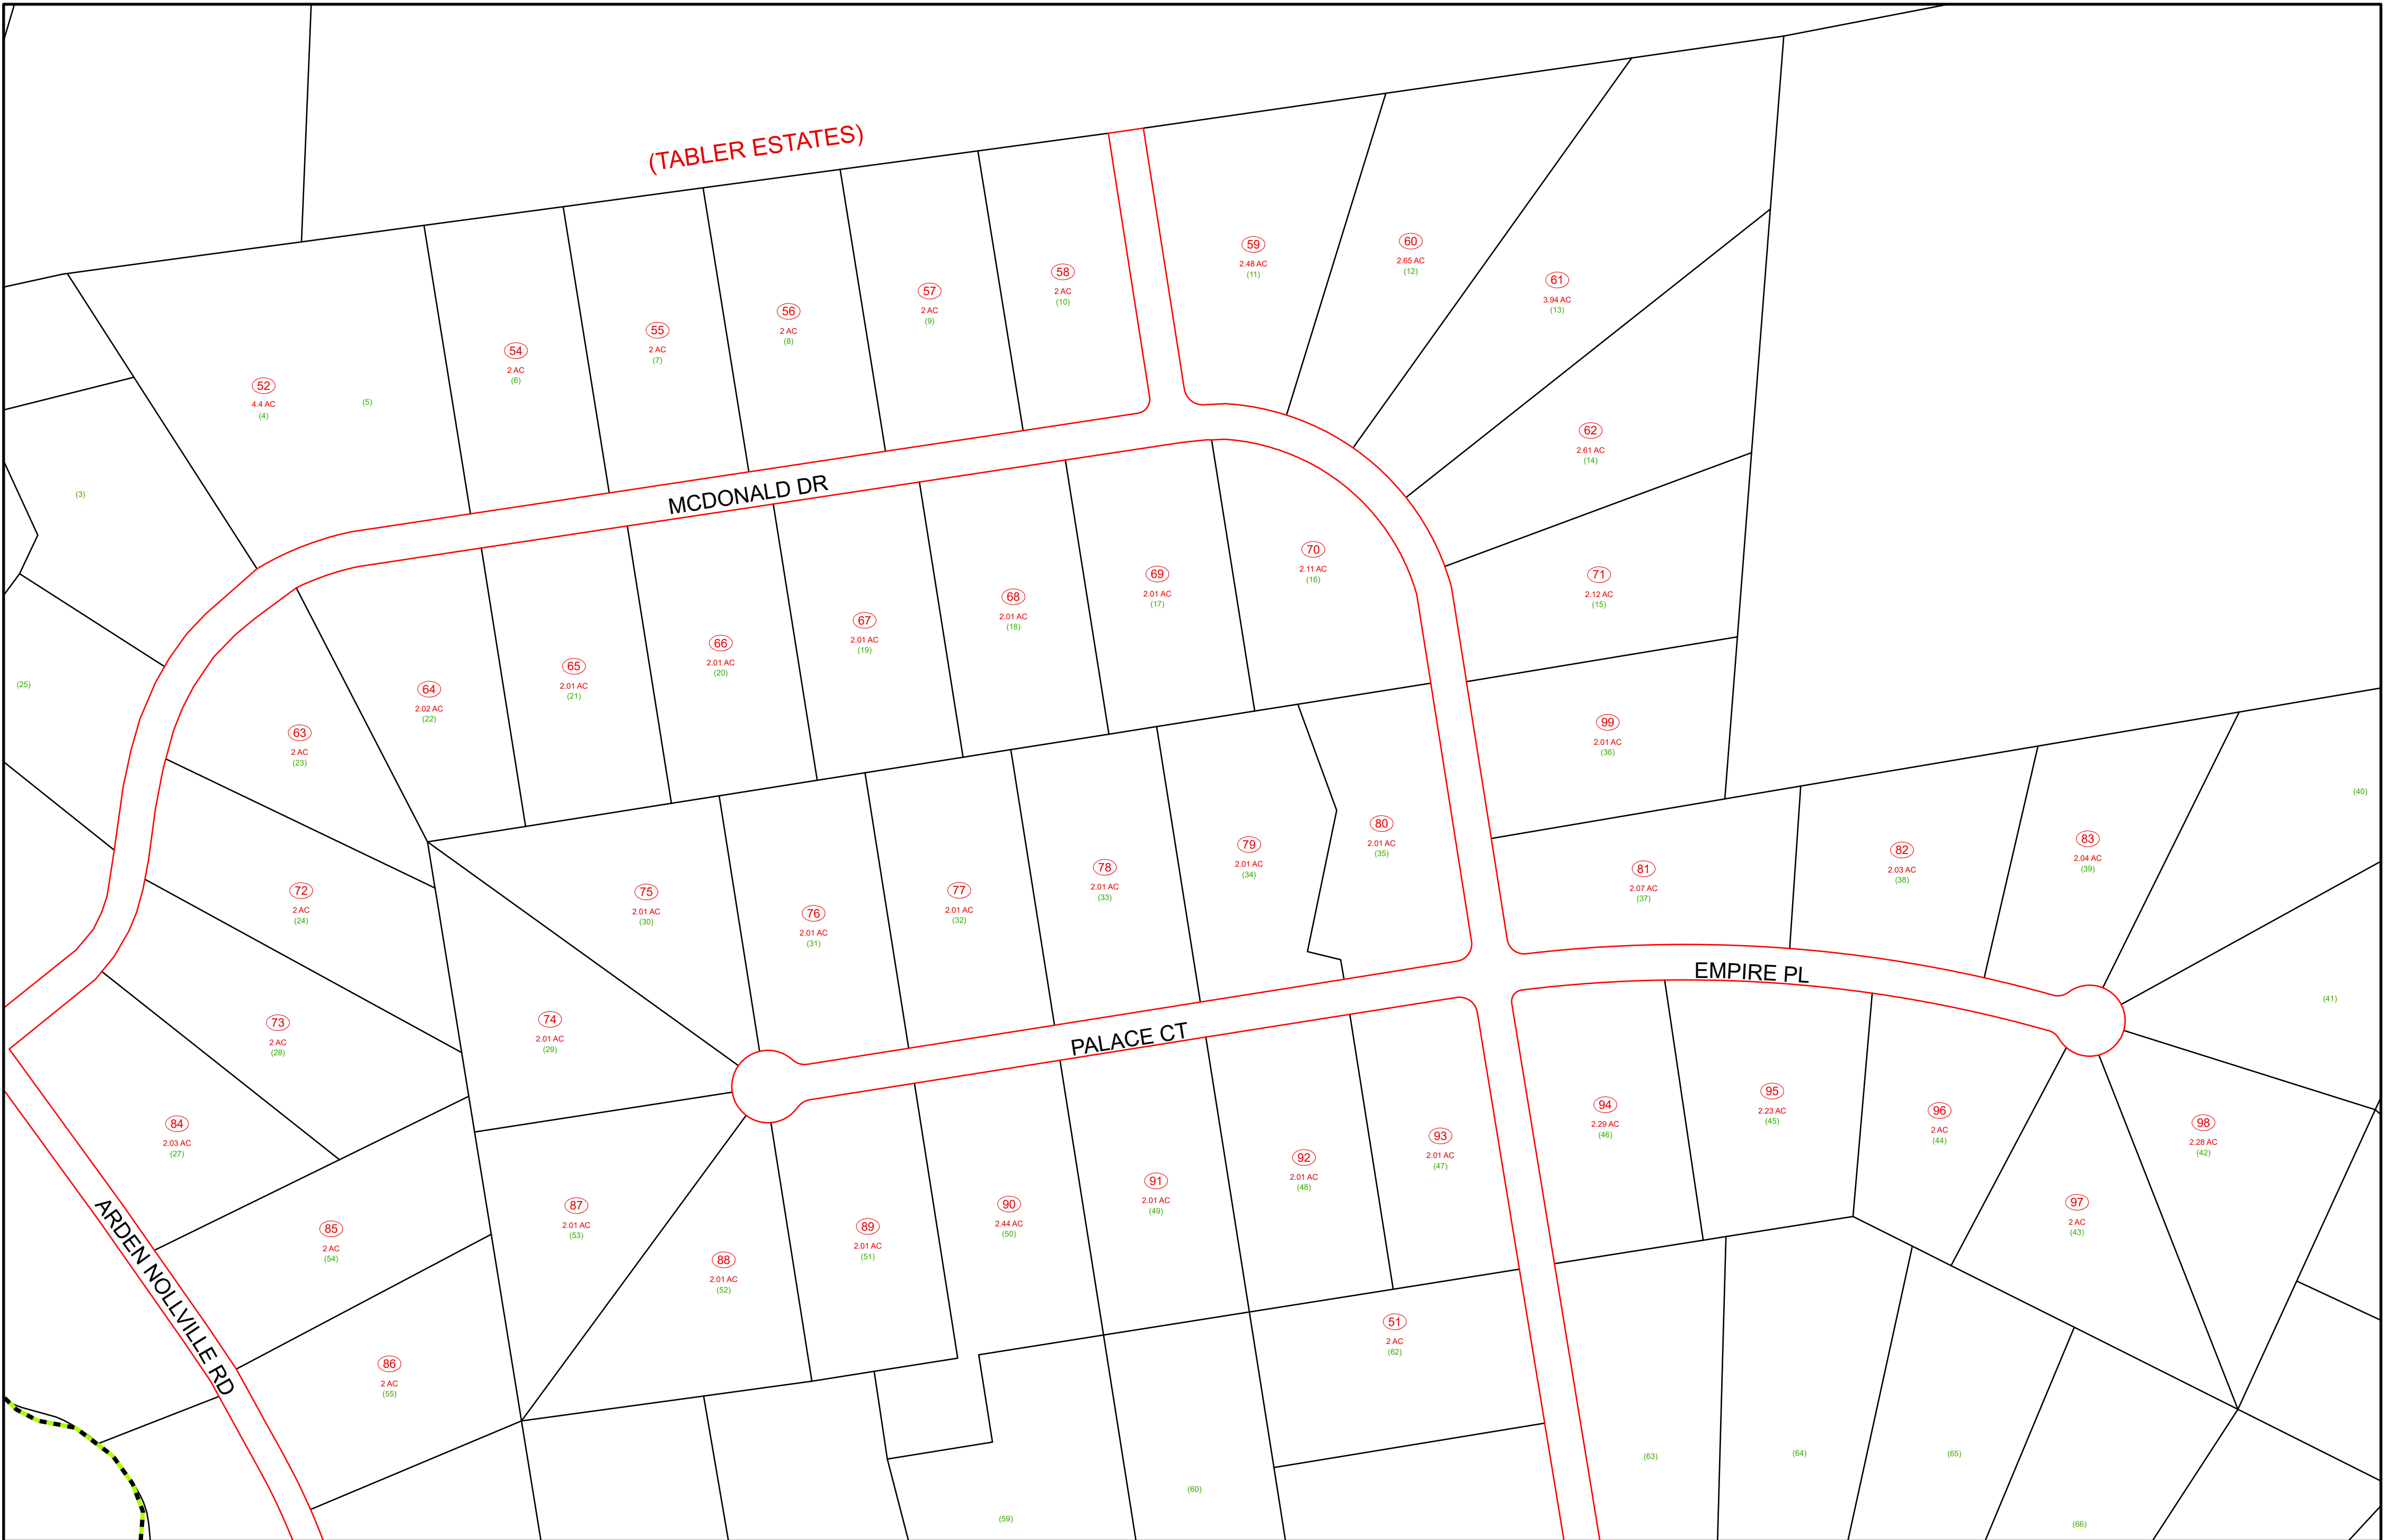 (TABLER ESTATES)
59
2.48 AC
(11)
60
2.65 AC
(12)
61
3.94 AC
(13)
58
2 AC
(10)
57
2 AC
(9)
56
2 AC
(8)
55
2 AC
(7)
54
2 AC
(6)
52
4.4 AC
(4)
(5)
(3)
62
2.61 AC
(14)
MCDONALD DR
70
2.11 AC
(16)
69
2.01 AC
(17)
68
2.01 AC
(18)
67
2.01 AC
(19)
66
2.01 AC
(20)
65
2.01 AC
(21)
64
2.02 AC
(22)
63
2 AC
(23)
(25)
71
2.12 AC
(15)
99
2.01 AC
(36)
(40)
83
2.04 AC
(39)
82
2.03 AC
(38)
81
2.07 AC
(37)
80
2.01 AC
(35)
79
2.01 AC
(34)
78
2.01 AC
(33)
77
2.01 AC
(32)
76
2.01 AC
(31)
75
2.01 AC
(30)
72
2 AC
(24)
73
2 AC
(28)
74
2.01 AC
(29)
PALACE CT
EMPIRE PL
(41)
84
2.03 AC
(27)
85
2 AC
(54)
86
2 AC
(55)
ARDEN NOLLVILLE RD
87
2.01 AC
(53)
88
2.01 AC
(52)
89
2.01 AC
(51)
90
2.44 AC
(50)
91
2.01 AC
(49)
92
2.01 AC
(48)
93
2.01 AC
(47)
94
2.29 AC
(46)
95
2.23 AC
(45)
96
2 AC
(44)
97
2 AC
(43)
98
2.28 AC
(42)
51
2 AC
(62)
(59)
(60)
(63)
(64)
(65)
(66)